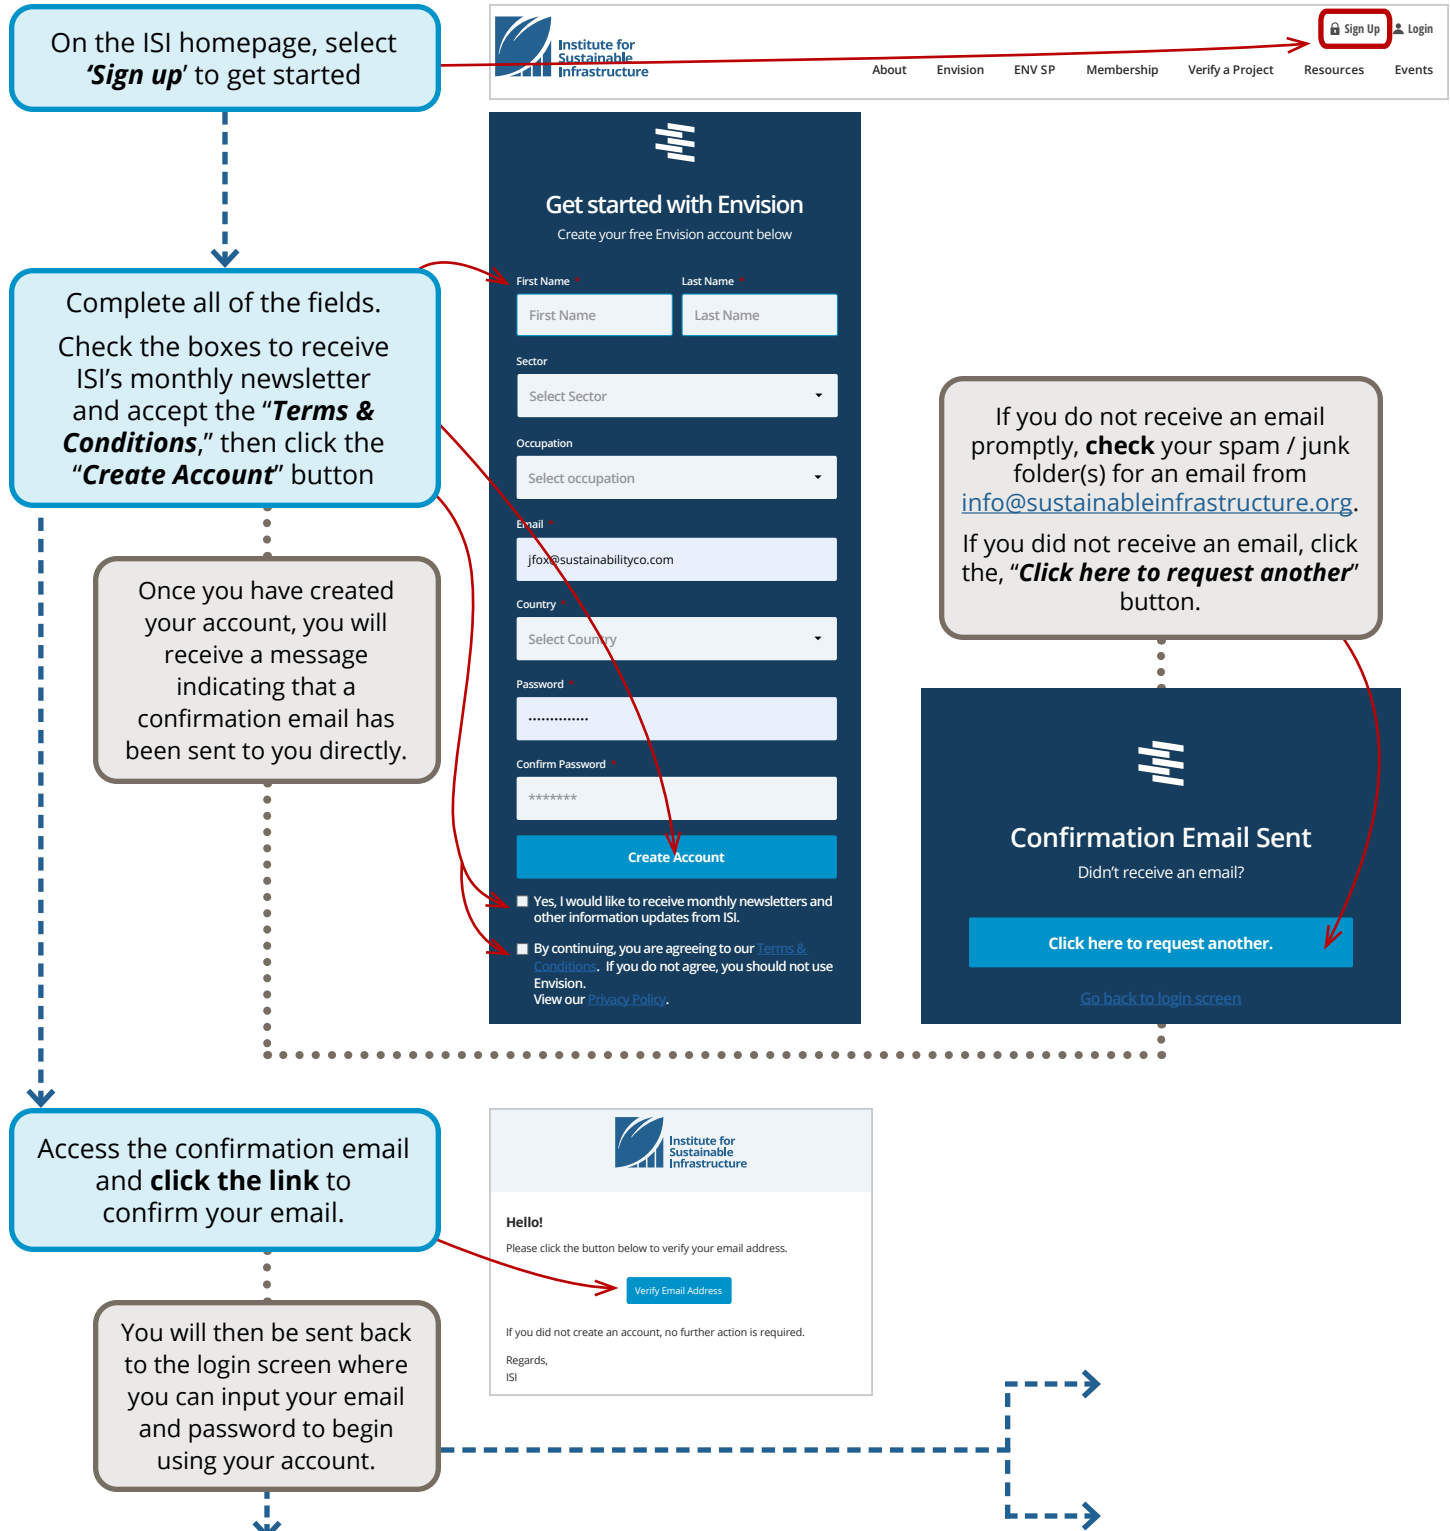 On the ISI homepage, select
‘Sign up’ to get started
Institute for
Sustainable
Infrastructure
Sign Up
Login
About
Envision
ENV SP
Membership
Verify a Project
Resources
Events
Get started with Envision
Create your free Envision account below
First Name *
Last Name *
First Name
Last Name
Sector
Select Sector
Occupation
Select occupation
Email *
jfox@sustainabilityco.com
Country *
Select Country
Password *
••••••••••••••
Confirm Password *
*******
Create Account
Yes, I would like to receive monthly newsletters and
other information updates from ISI.
By continuing, you are agreeing to our Terms &
Conditions. If you do not agree, you should not use
Envision.
View our Privacy Policy.
Complete all of the fields.
Check the boxes to receive
ISI’s monthly newsletter
and accept the “Terms &
Conditions,” then click the
“Create Account” button
Once you have created
your account, you will
receive a message
indicating that a
confirmation email has
been sent to you directly.
If you do not receive an email
promptly, check your spam / junk
folder(s) for an email from
info@sustainableinfrastructure.org.
If you did not receive an email, click
the, “Click here to request another”
button.
Confirmation Email Sent
Didn’t receive an email?
Click here to request another.
Go back to login screen
Access the confirmation email
and click the link to
confirm your email.
Institute for
Sustainable
Infrastructure
Hello!
Please click the button below to verify your email address.
Verify Email Address
If you did not create an account, no further action is required.
Regards,
ISI
You will then be sent back
to the login screen where
you can input your email
and password to begin
using your account.